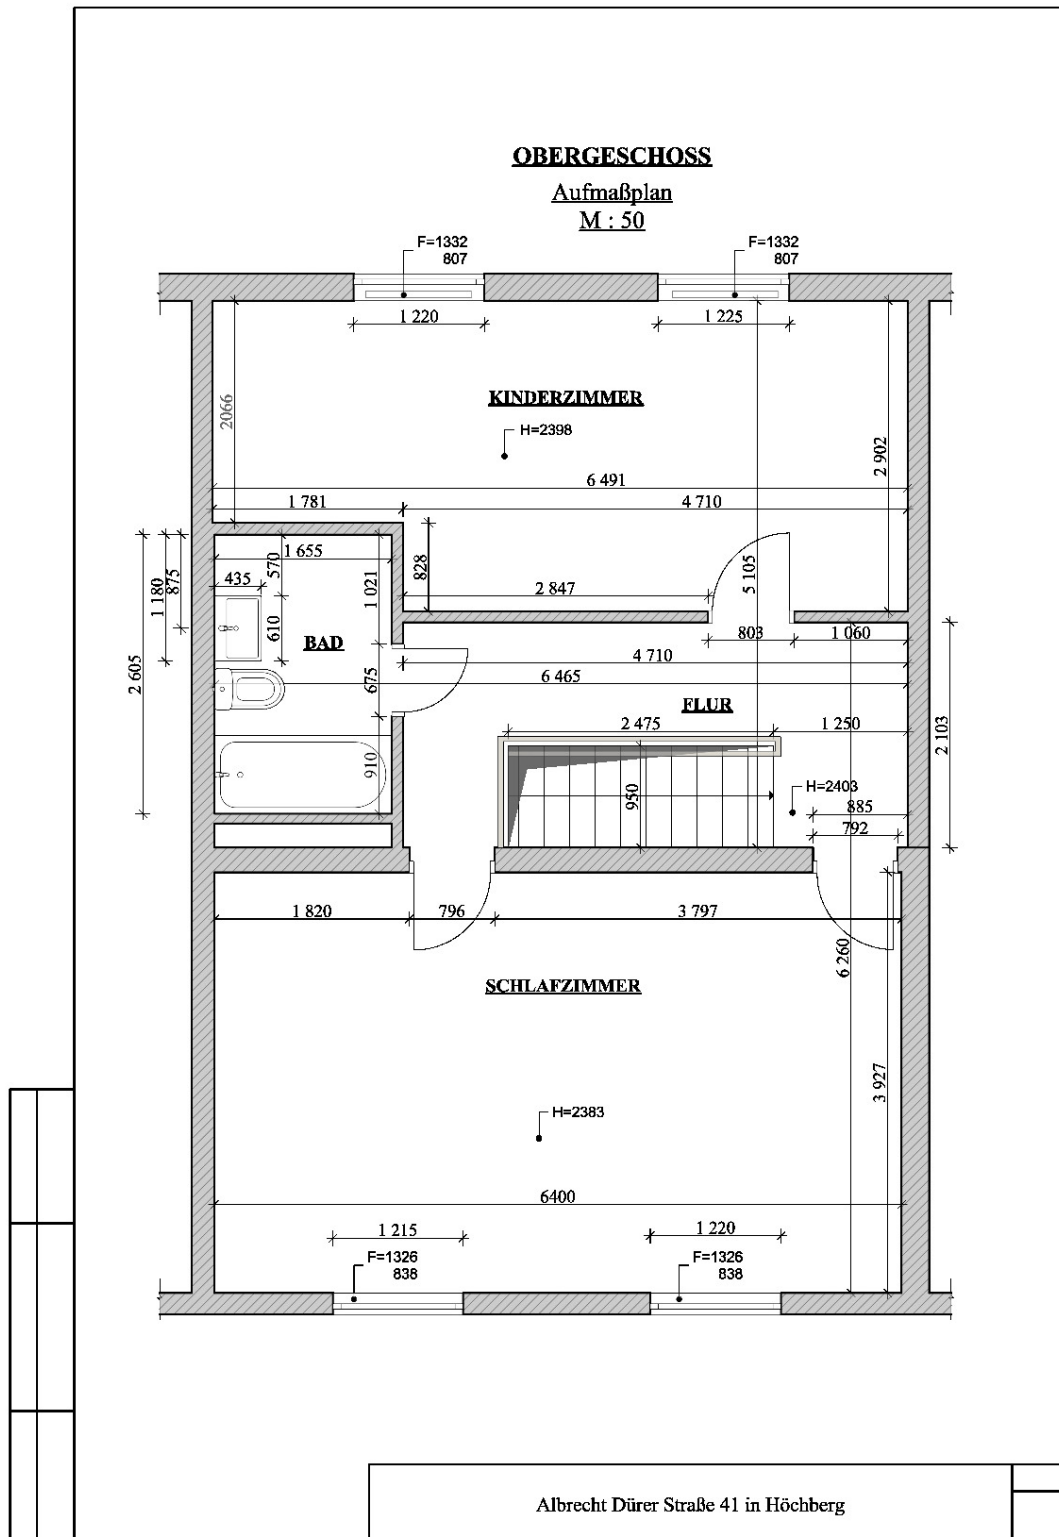 OBERGESCHOSS
Aufmaßplan
M : 50
F=1332
807
F=1332
807
1 220
1 225
KINDERZIMMER
2066
H=2398
2 902
6 491
1 781
4 710
1 655
570
1 021
828
5 105
435
1 180
875
2 847
610
BAD
803
1 060
4 710
2 605
675
6 465
FLUR
2 475
1 250
2 103
910
950
H=2403
885
792
1 820
796
3 797
6 260
SCHLAFZIMMER
3 927
H=2383
6400
1 215
1 220
F=1326
838
F=1326
838
Albrecht Dürer Straße 41 in Höchberg